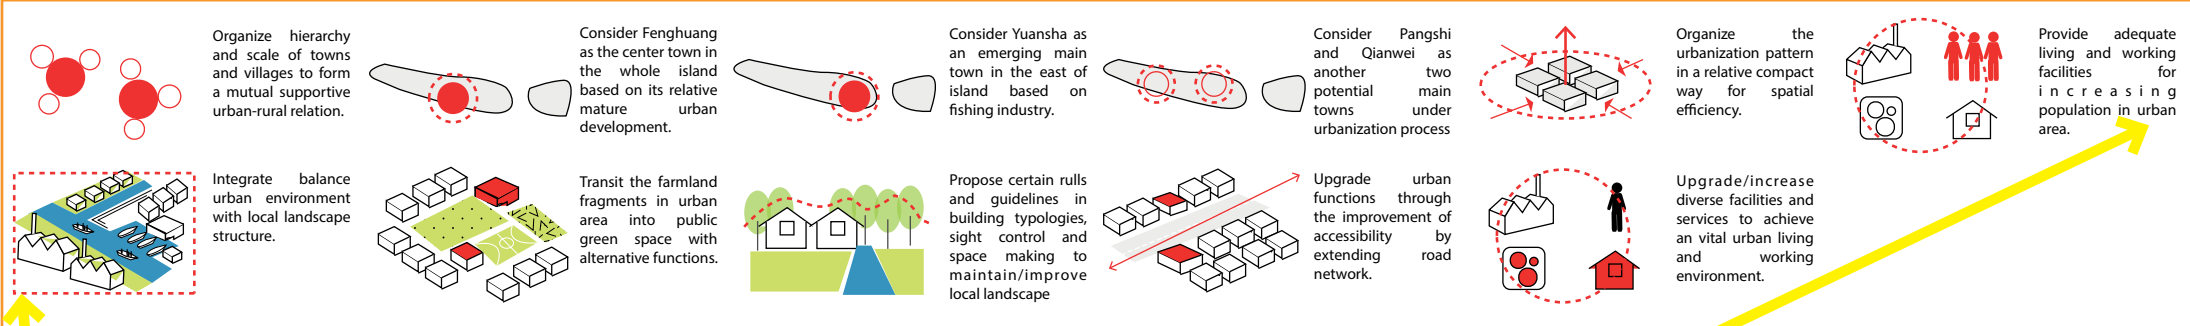 Organize hierarchy
and scale of towns
and villages to form
a mutual supportive
urban-rural relation.
Consider Fenghuang
as the center town in
the whole island
based on its relative
mature urban
development.
Consider Yuansha as
an emerging main
town in the east of
island based on
fishing industry.
Consider Pangshi
and Qianwei as
another two
potential main
towns under
urbanization process
Organize the
urbanization pattern
in a relative compact
way for spatial
efficiency.
Provide adequate
living and working
facilities for
increasing
population in urban
area.
Integrate balance
urban environment
with local landscape
structure.
Transit the farmland
fragments in urban
area into public
green space with
alternative functions.
Propose certain rulls
and guidelines in
building typologies,
sight control and
space making to
maintain/improve
local landscape
Upgrade urban
functions through
the improvement of
accessibility by
extending road
network.
Upgrade/increase
diverse facilities and
services to achieve
an vital urban living
and working
environment.